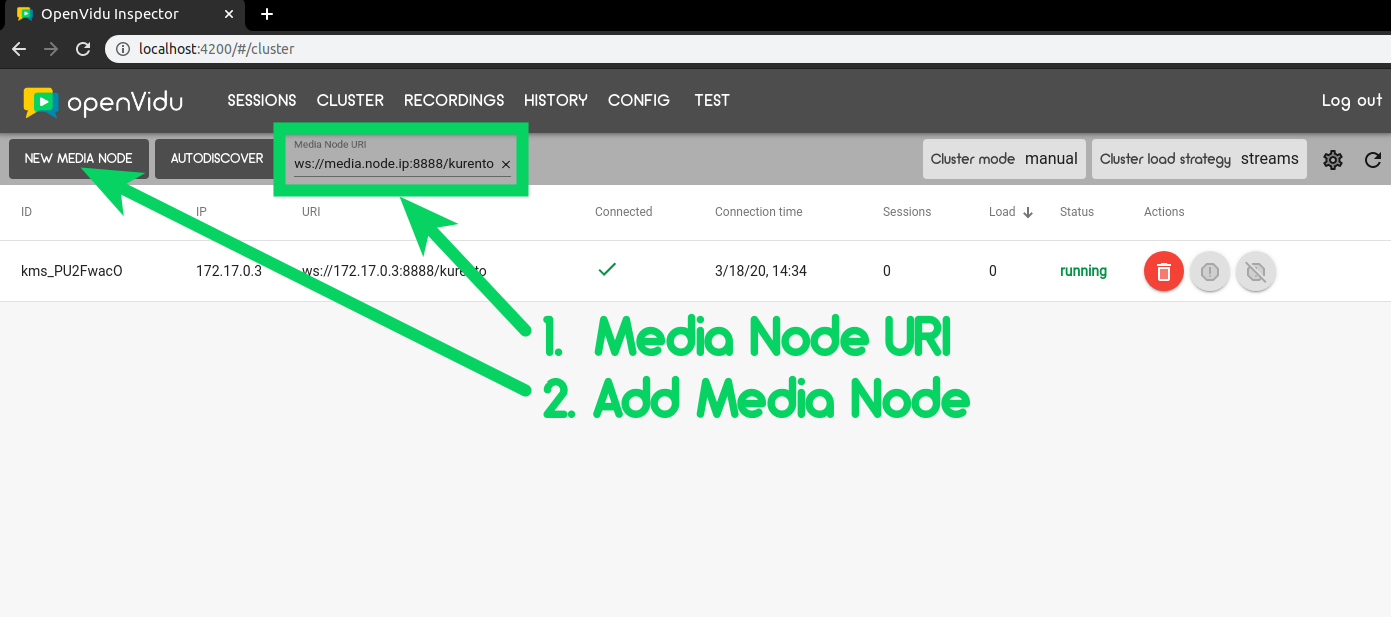 OpenVidu Inspector
localhost:4200/#/cluster
openVidu SESSIONS CLUSTER RECORDINGS HISTORY CONFIG TEST Log out
Media Node URI
NEW MEDIA NODE AUTODISCOVER ws://media.node.ip:8888/kurento Cluster mode manual Cluster load strategy streams
ID IP URI Connected Connection time Sessions Load Status Actions
kms_PU2FwacO 172.17.0.3 ws://172.17.0.3:8888/kurento 3/18/20, 14:34 0 0 running
1. Media Node URI
2. Add Media Node